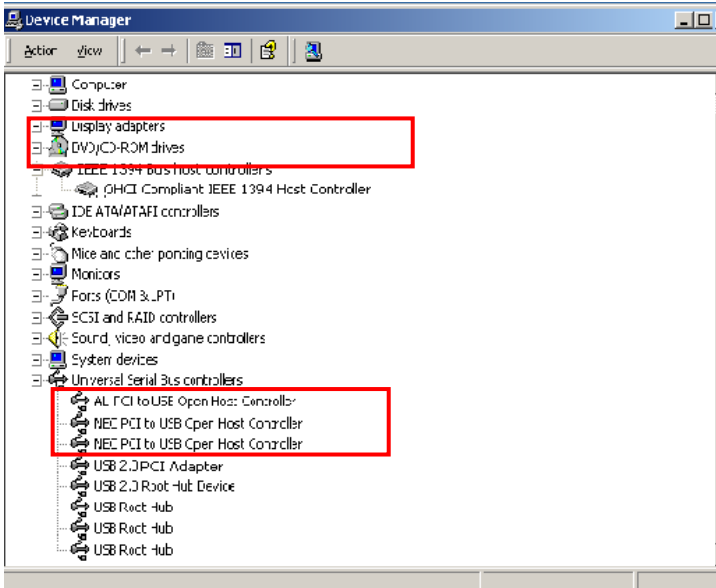 Device Manager
Action View
Computer
Disk drives
Display adapters
DVD/CD-ROM drives
IEEE 1394 Bus host controllers
OHCI Compliant IEEE 1394 Host Controller
IDE ATA/ATAPI controllers
Keyboards
Mice and other pointing devices
Monitors
Ports (COM & LPT)
SCSI and RAID controllers
Sound, video and game controllers
System devices
Universal Serial Bus controllers
ALi PCI to USB Open Host Controller
NEC PCI to USB Open Host Controller
NEC PCI to USB Open Host Controller
USB 2.0 PCI Adapter
USB 2.0 Root Hub Device
USB Root Hub
USB Root Hub
USB Root Hub